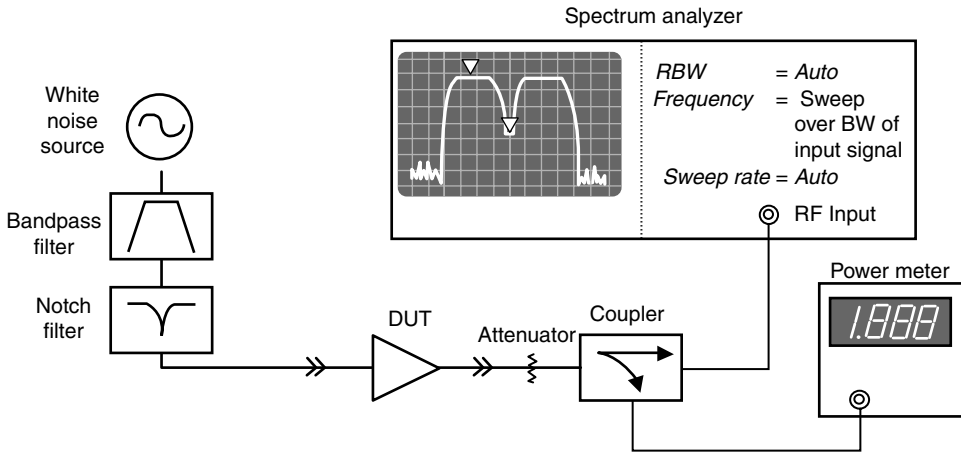 Spectrum analyzer
White
noise
source
RBW = Auto
Frequency = Sweep
over BW of
input signal
Sweep rate = Auto
RF Input
Bandpass
filter
Notch
filter
DUT
Attenuator
Coupler
Power meter
1.888